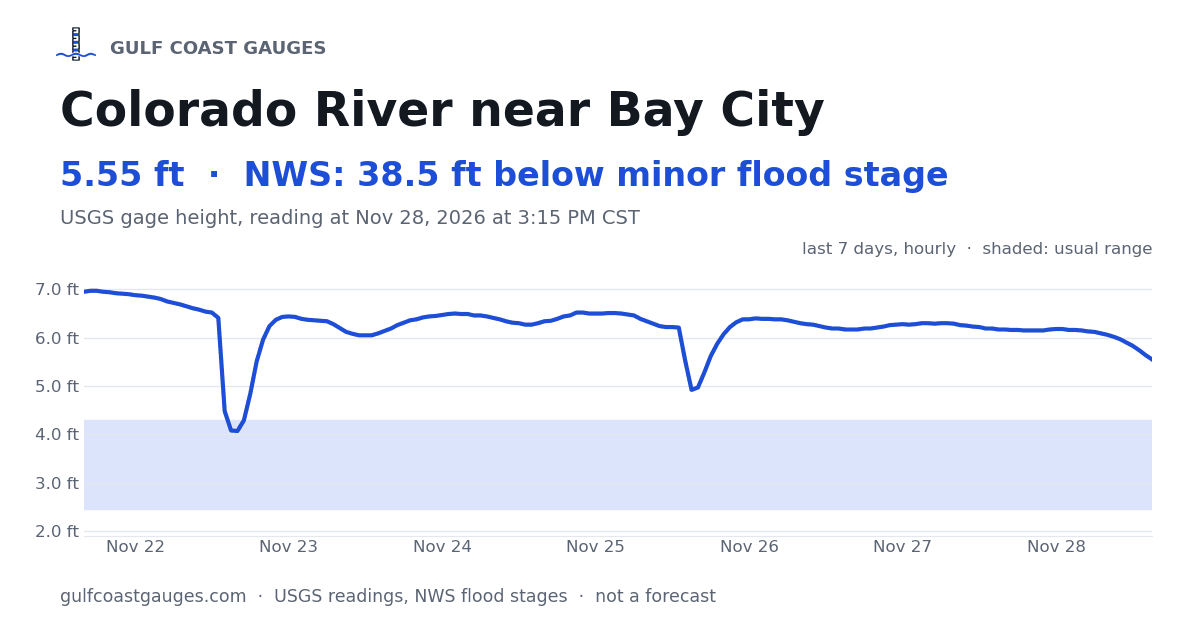 GULF COAST GAUGES
Colorado River near Bay City
5.55 ft · NWS: 38.5 ft below minor flood stage
USGS gage height, reading at Nov 28, 2026 at 3:15 PM CST
last 7 days, hourly · shaded: usual range
7.0 ft
6.0 ft
5.0 ft
4.0 ft
3.0 ft
2.0 ft
Nov 22 Nov 23 Nov 24 Nov 25 Nov 26 Nov 27 Nov 28
gulfcoastgauges.com · USGS readings, NWS flood stages · not a forecast